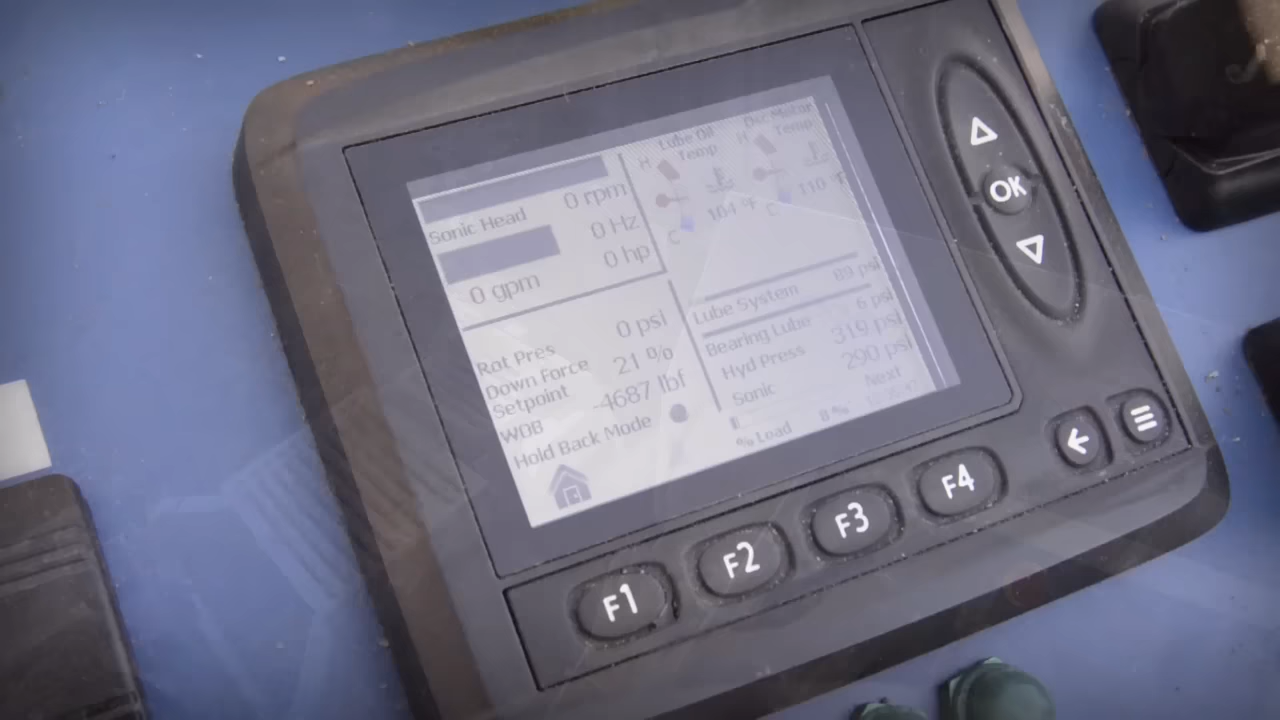 Sonic Head
0 rpm
0 Hz
0 hp
0 gpm
0 psi
Rot Pres
Down Force
Setpoint
21 %
WOB
-4687 lbf
Hold Back Mode
H
Lube Oil
Temp
C
104 °F
H
Temp
C
110 °F
Lube System
89 psi
Bearing Lube
6 psi
Hyd Press
319 psi
Sonic
290 psi
% Load
8 %
Next
OK
F1
F2
F3
F4